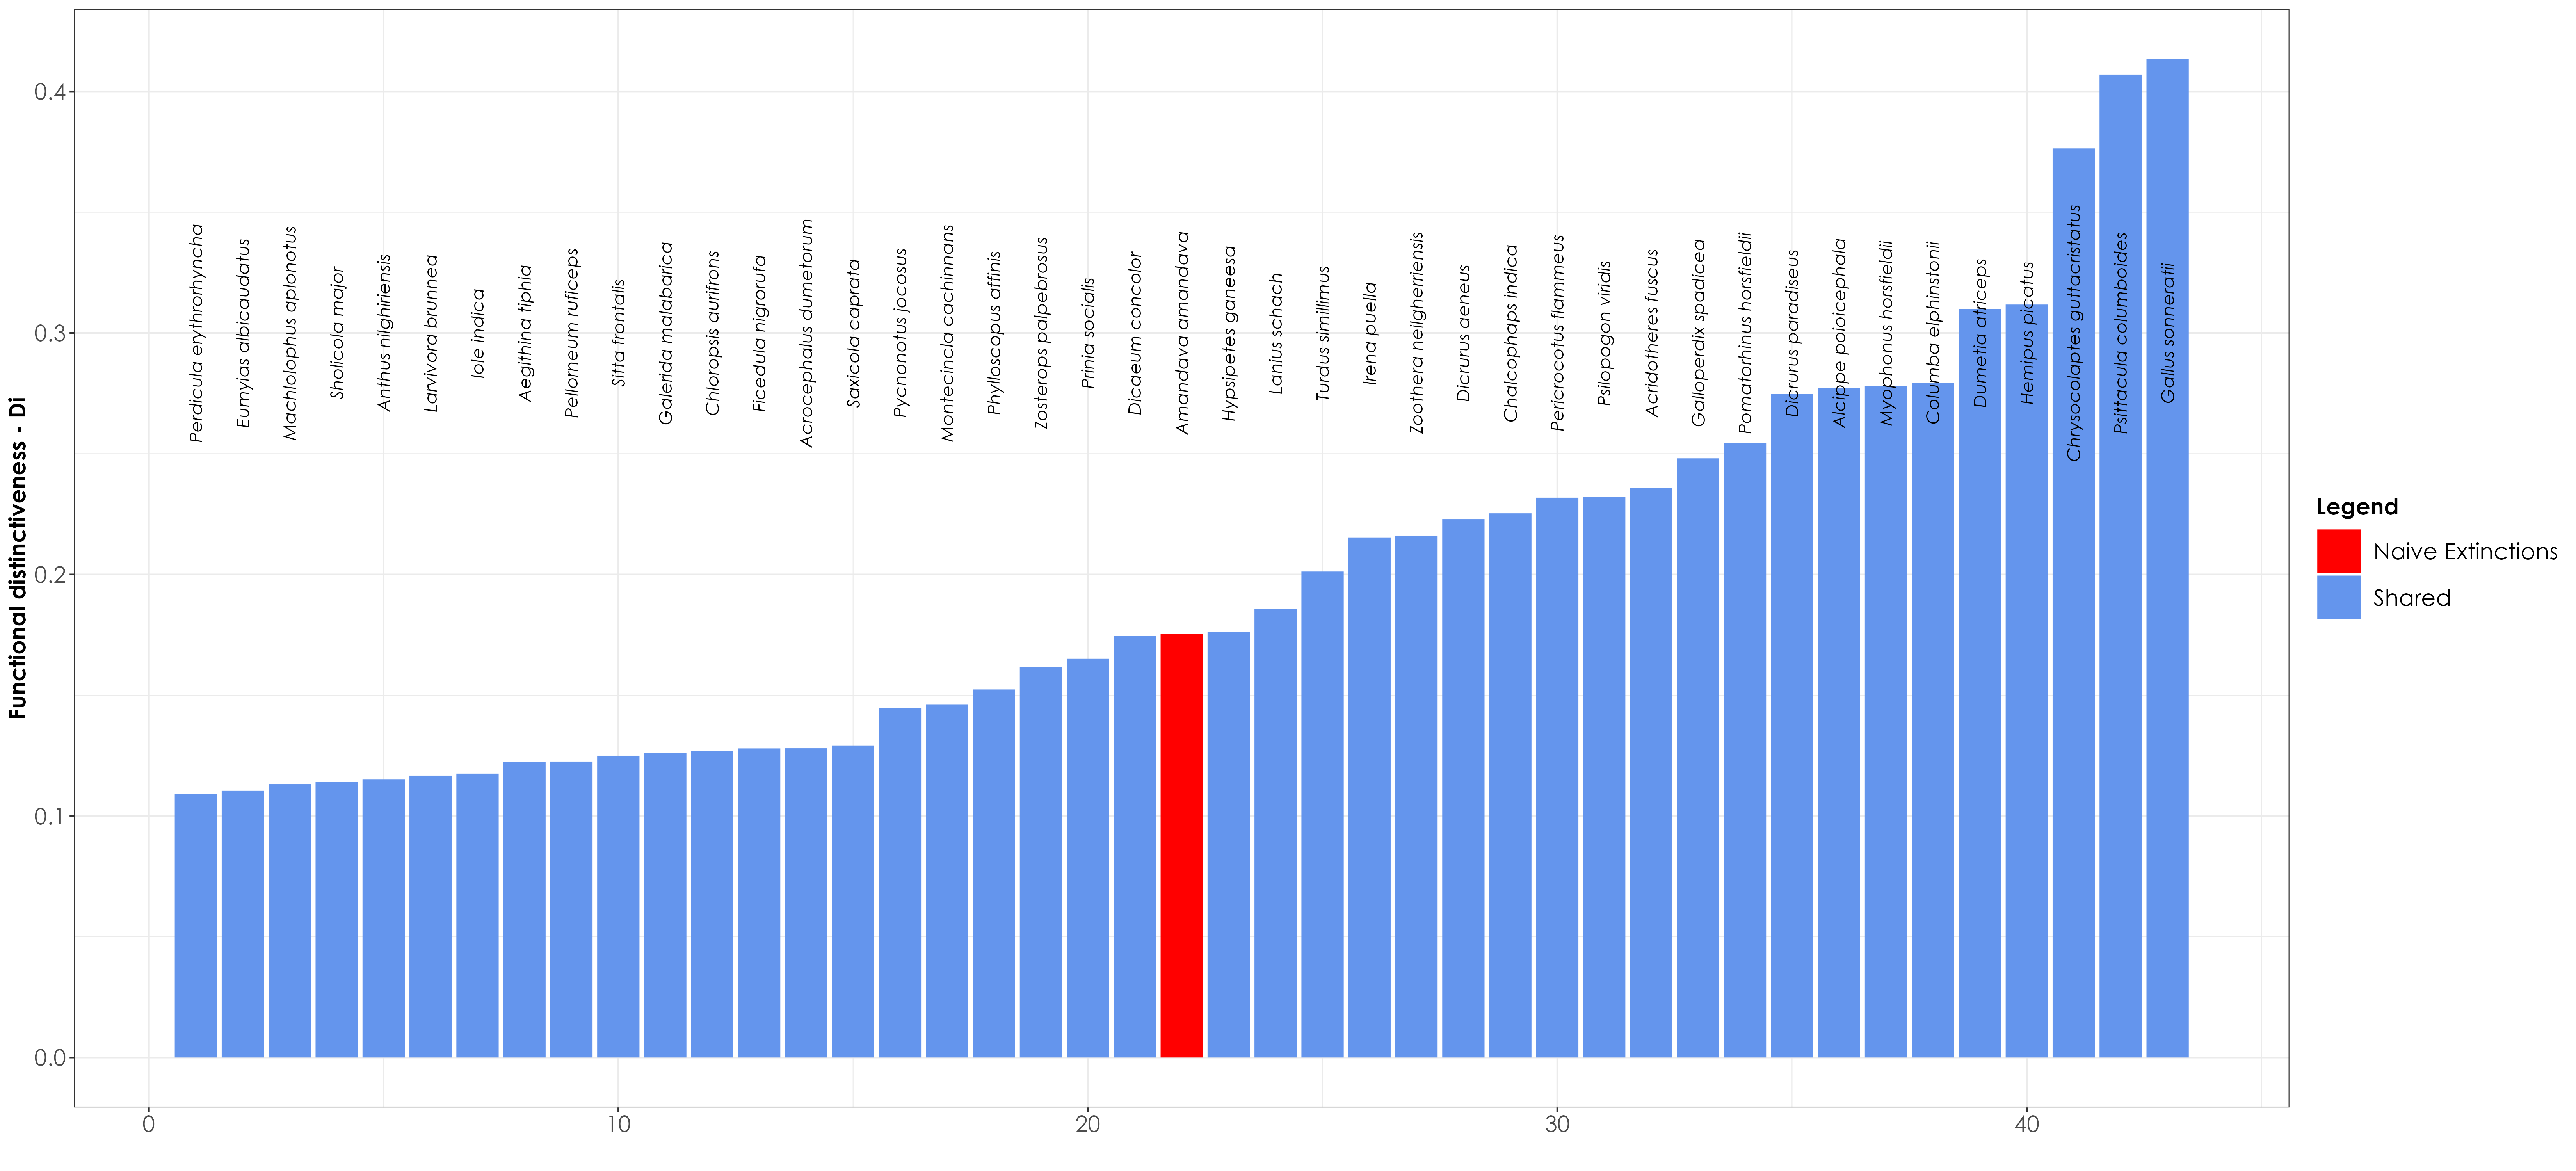 Functional distinctiveness - Di
0.4
0.3
0.2
0.1
0.0
Perdicula erythrorhyncha
Eumyias albicaudatus
Machlolophus aplonotus
Sholicola major
Anthus nilghiriensis
Larvivora brunnea
Iole indica
Aegithina tiphia
Pellorneum ruficeps
Sitta frontalis
Galerida malabarica
Chloropsis aurifrons
Ficedula nigrorufa
Acrocephalus dumetorum
Saxicola caprata
Pycnonotus jocosus
Montecincla cachinnans
Phylloscopus affinis
Zosterops palpebrosus
Prinia socialis
Dicaeum concolor
Amandava amandava
Hypsipetes ganeesa
Lanius schach
Turdus simillimus
Irena puella
Zoothera neilgherriensis
Dicrurus aeneus
Chalcophaps indica
Pericrocotus flammeus
Psilopogon viridis
Acridotheres fuscus
Galloperdix spadicea
Pomatorhinus horsfieldii
Dicrurus paradiseus
Alcippe poioicephala
Myophonus horsfieldii
Columba elphinstonii
Dumetia atriceps
Hemipus picatus
Chrysocolaptes guttacristatus
Psittacula columboides
Gallus sonneratii
0
10
20
30
40
Legend
Naive Extinctions
Shared